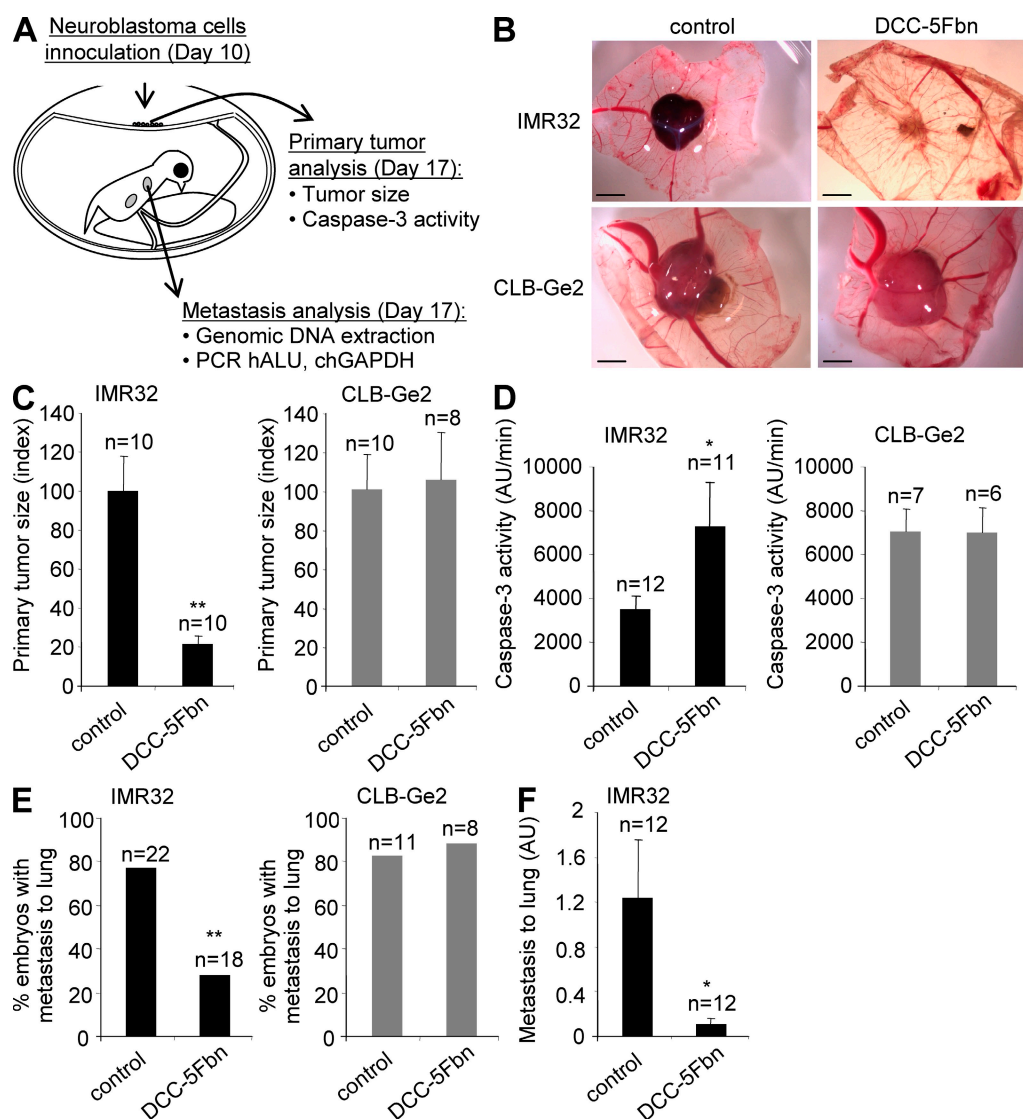 A
Neuroblastoma cells
innoculation (Day 10)
Primary tumor
analysis (Day 17):
• Tumor size
• Caspase-3 activity
Metastasis analysis (Day 17):
• Genomic DNA extraction
• PCR hALU, chGAPDH
B
control
DCC-5Fbn
IMR32
CLB-Ge2
C
IMR32
Primary tumor size (index)
140
120
100
80
60
40
20
0
n=10
**
n=10
control
DCC-5Fbn
CLB-Ge2
Primary tumor size (index)
140
120
100
80
60
40
20
0
n=10
n=8
control
DCC-5Fbn
D
IMR32
Caspase-3 activity (AU/min)
10000
8000
6000
4000
2000
0
n=12
*
n=11
control
DCC-5Fbn
CLB-Ge2
Caspase-3 activity (AU/min)
10000
8000
6000
4000
2000
0
n=7
n=6
control
DCC-5Fbn
E
IMR32
% embryos with
metastasis to lung
100
80
60
40
20
0
n=22
**
n=18
control
DCC-5Fbn
CLB-Ge2
% embryos with
metastasis to lung
100
80
60
40
20
0
n=11
n=8
control
DCC-5Fbn
F
IMR32
Metastasis to lung (AU)
2
1.6
1.2
0.8
0.4
0
n=12
*
n=12
control
DCC-5Fbn